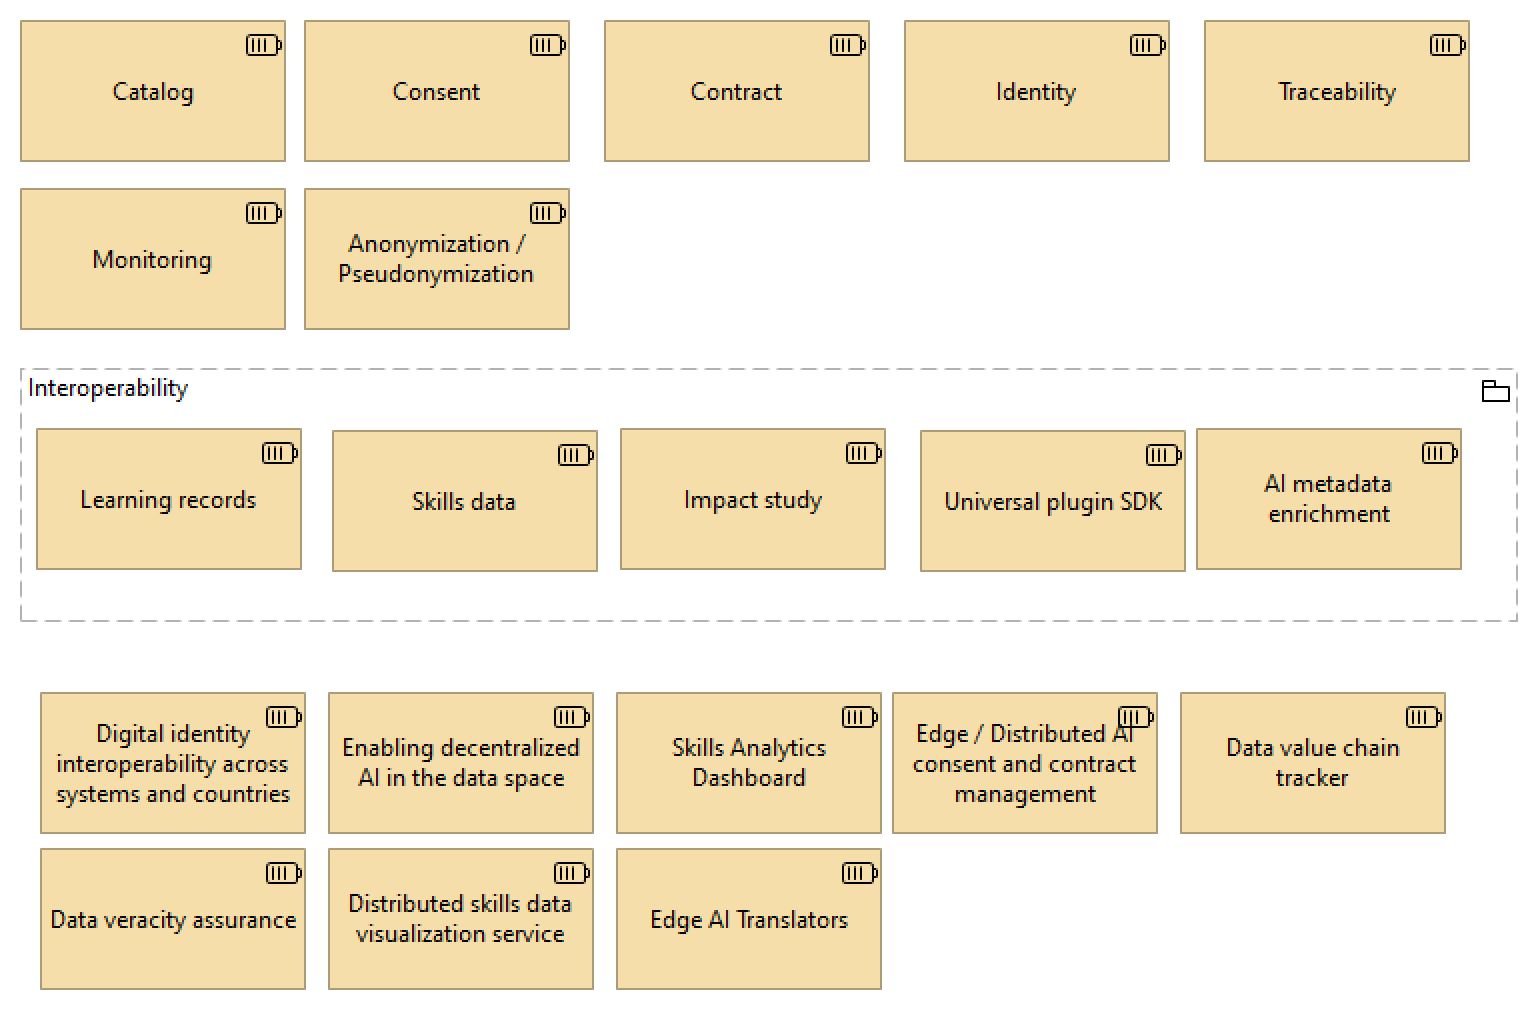 Catalog
Consent
Contract
Identity
Traceability
Monitoring
Anonymization /
Pseudonymization
Interoperability
Learning records
Skills data
Impact study
Universal plugin SDK
AI metadata
enrichment
Digital identity
interoperability across
systems and countries
Enabling decentralized
AI in the data space
Skills Analytics
Dashboard
Edge / Distributed AI
consent and contract
management
Data value chain
tracker
Data veracity assurance
Distributed skills data
visualization service
Edge AI Translators